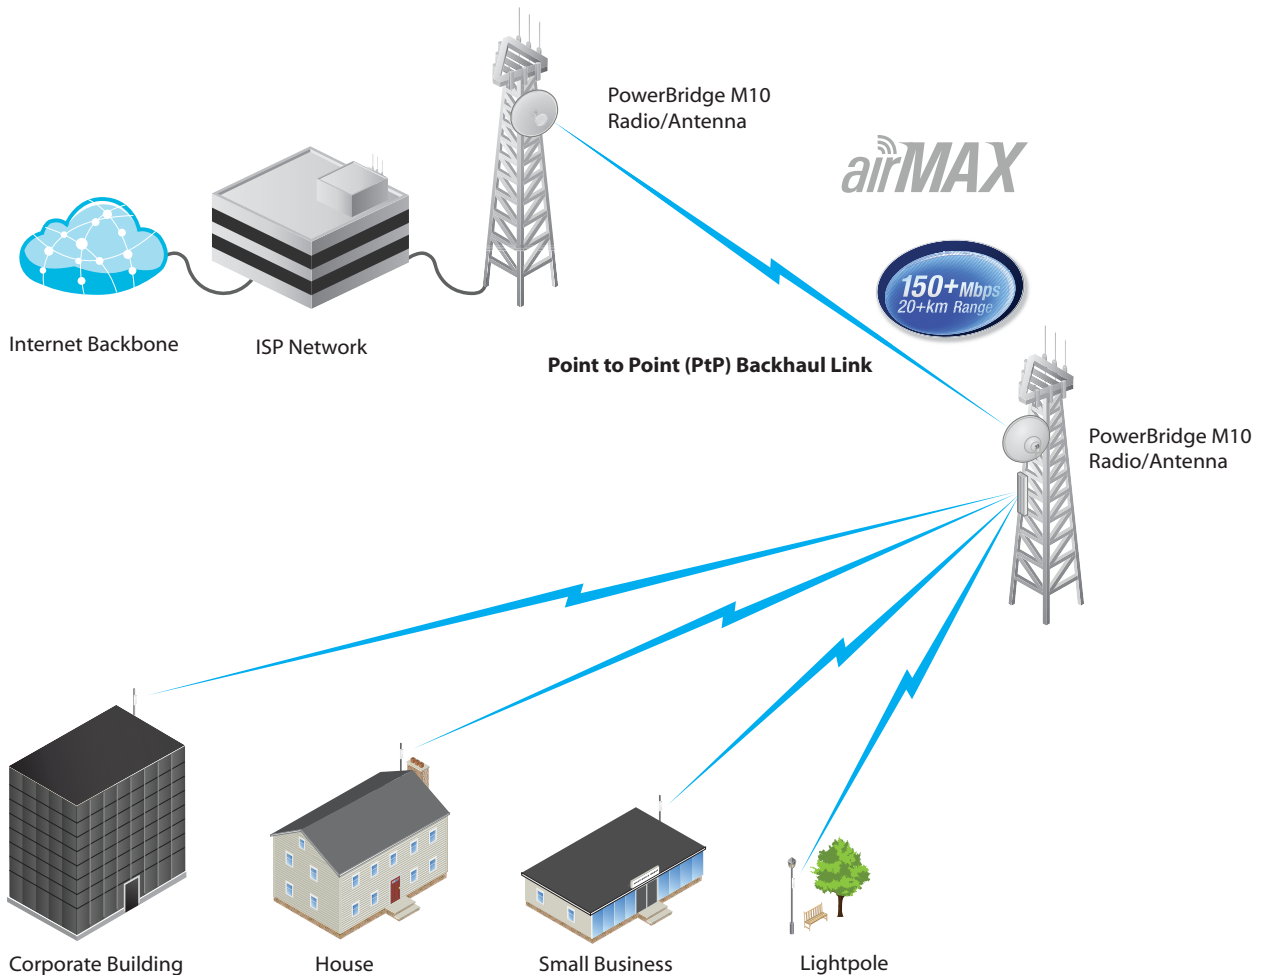 PowerBridge M10
Radio/Antenna
airMAX
150+Mbps
20+km Range
Internet Backbone
ISP Network
Point to Point (PtP) Backhaul Link
PowerBridge M10
Radio/Antenna
Corporate Building
House
Small Business
Lightpole